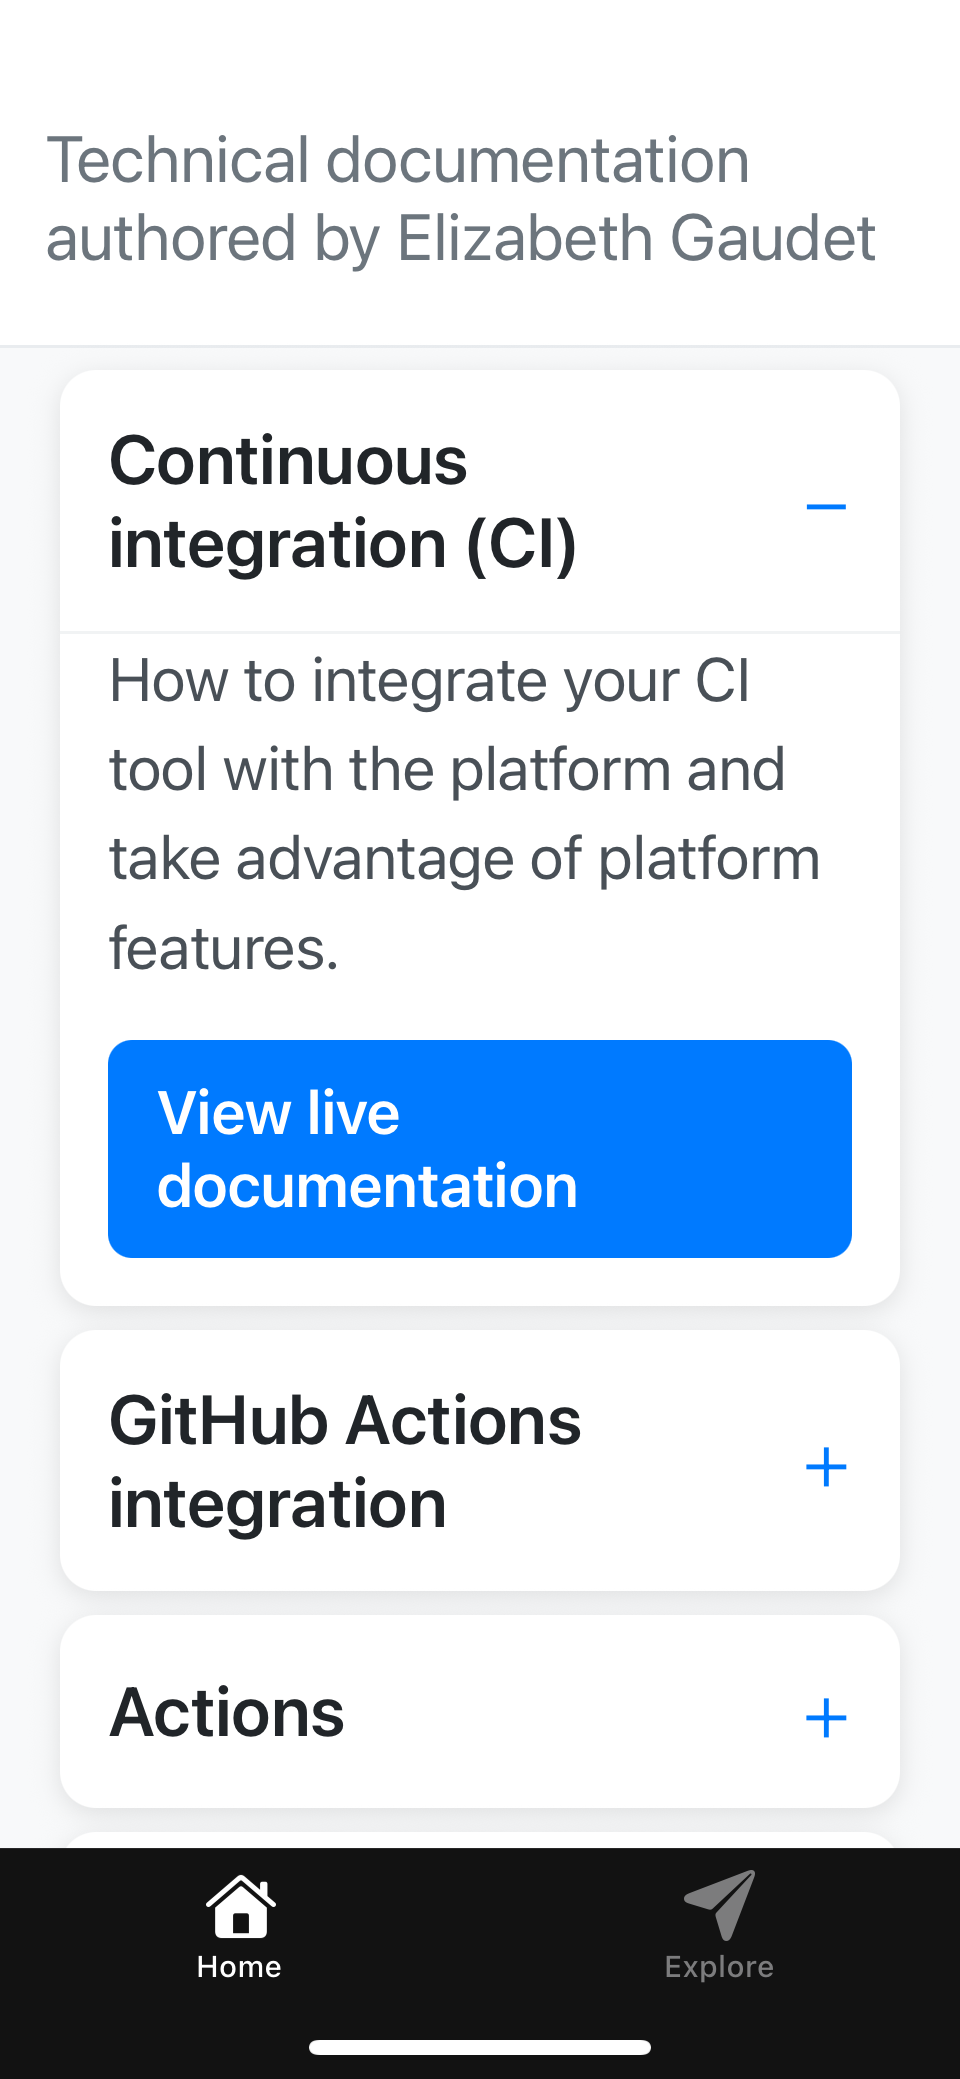 Technical documentation
authored by Elizabeth Gaudet
Continuous
integration (CI)
How to integrate your CI
tool with the platform and
take advantage of platform
features.
View live
documentation
GitHub Actions
integration
Actions
Home
Explore